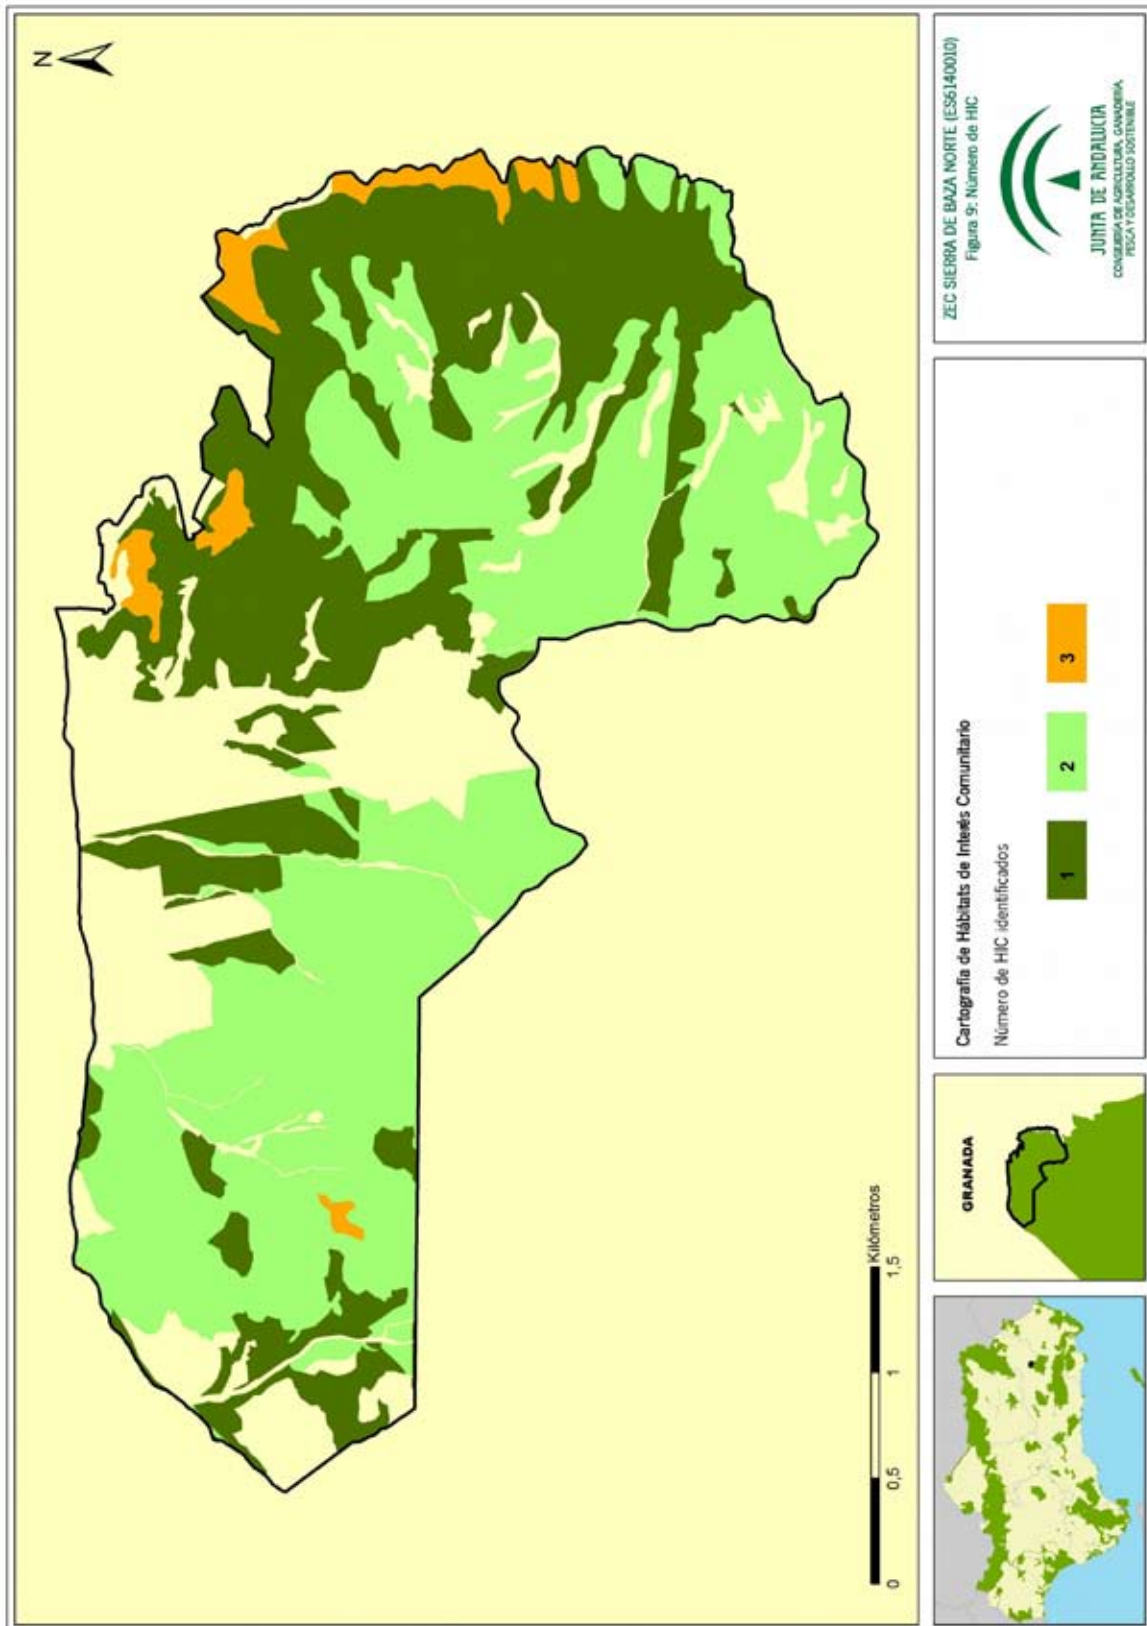 N
Kilómetros
0
0,5
1
1,5
ZEC SIERRA DE BAZA NORTE (ES6140010)
Figura 9: Número de HIC
JUNTA DE ANDALUCIA
CONSEJERÍA DE AGRICULTURA, GANADERÍA,
PESCA Y DESARROLLO SOSTENIBLE
Cartografía de Hábitats de Interés Comunitario
Número de HIC identificados
1
2
3
GRANADA